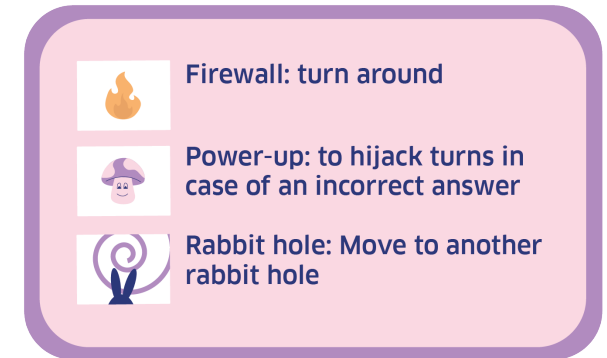 Firewall: turn around
Power-up: to hijack turns in
case of an incorrect answer
Rabbit hole: Move to another
rabbit hole